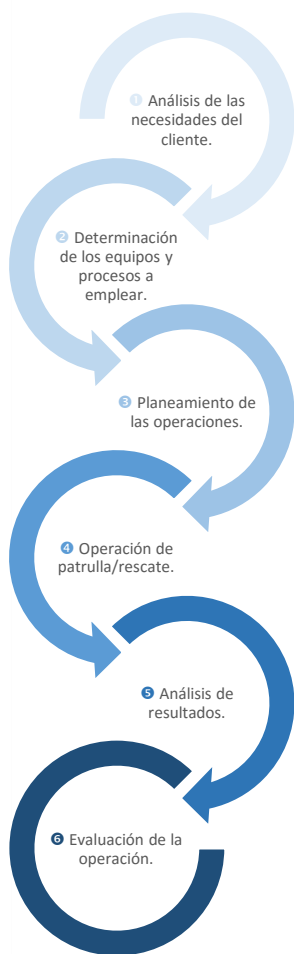 ❶ Análisis de las
necesidades del
cliente.
❷ Determinación
de los equipos y
procesos a
emplear.
❸ Planeamiento de
las operaciones.
❹ Operación de
patrulla/rescate.
❺ Análisis de
resultados.
❻ Evaluación de la
operación.